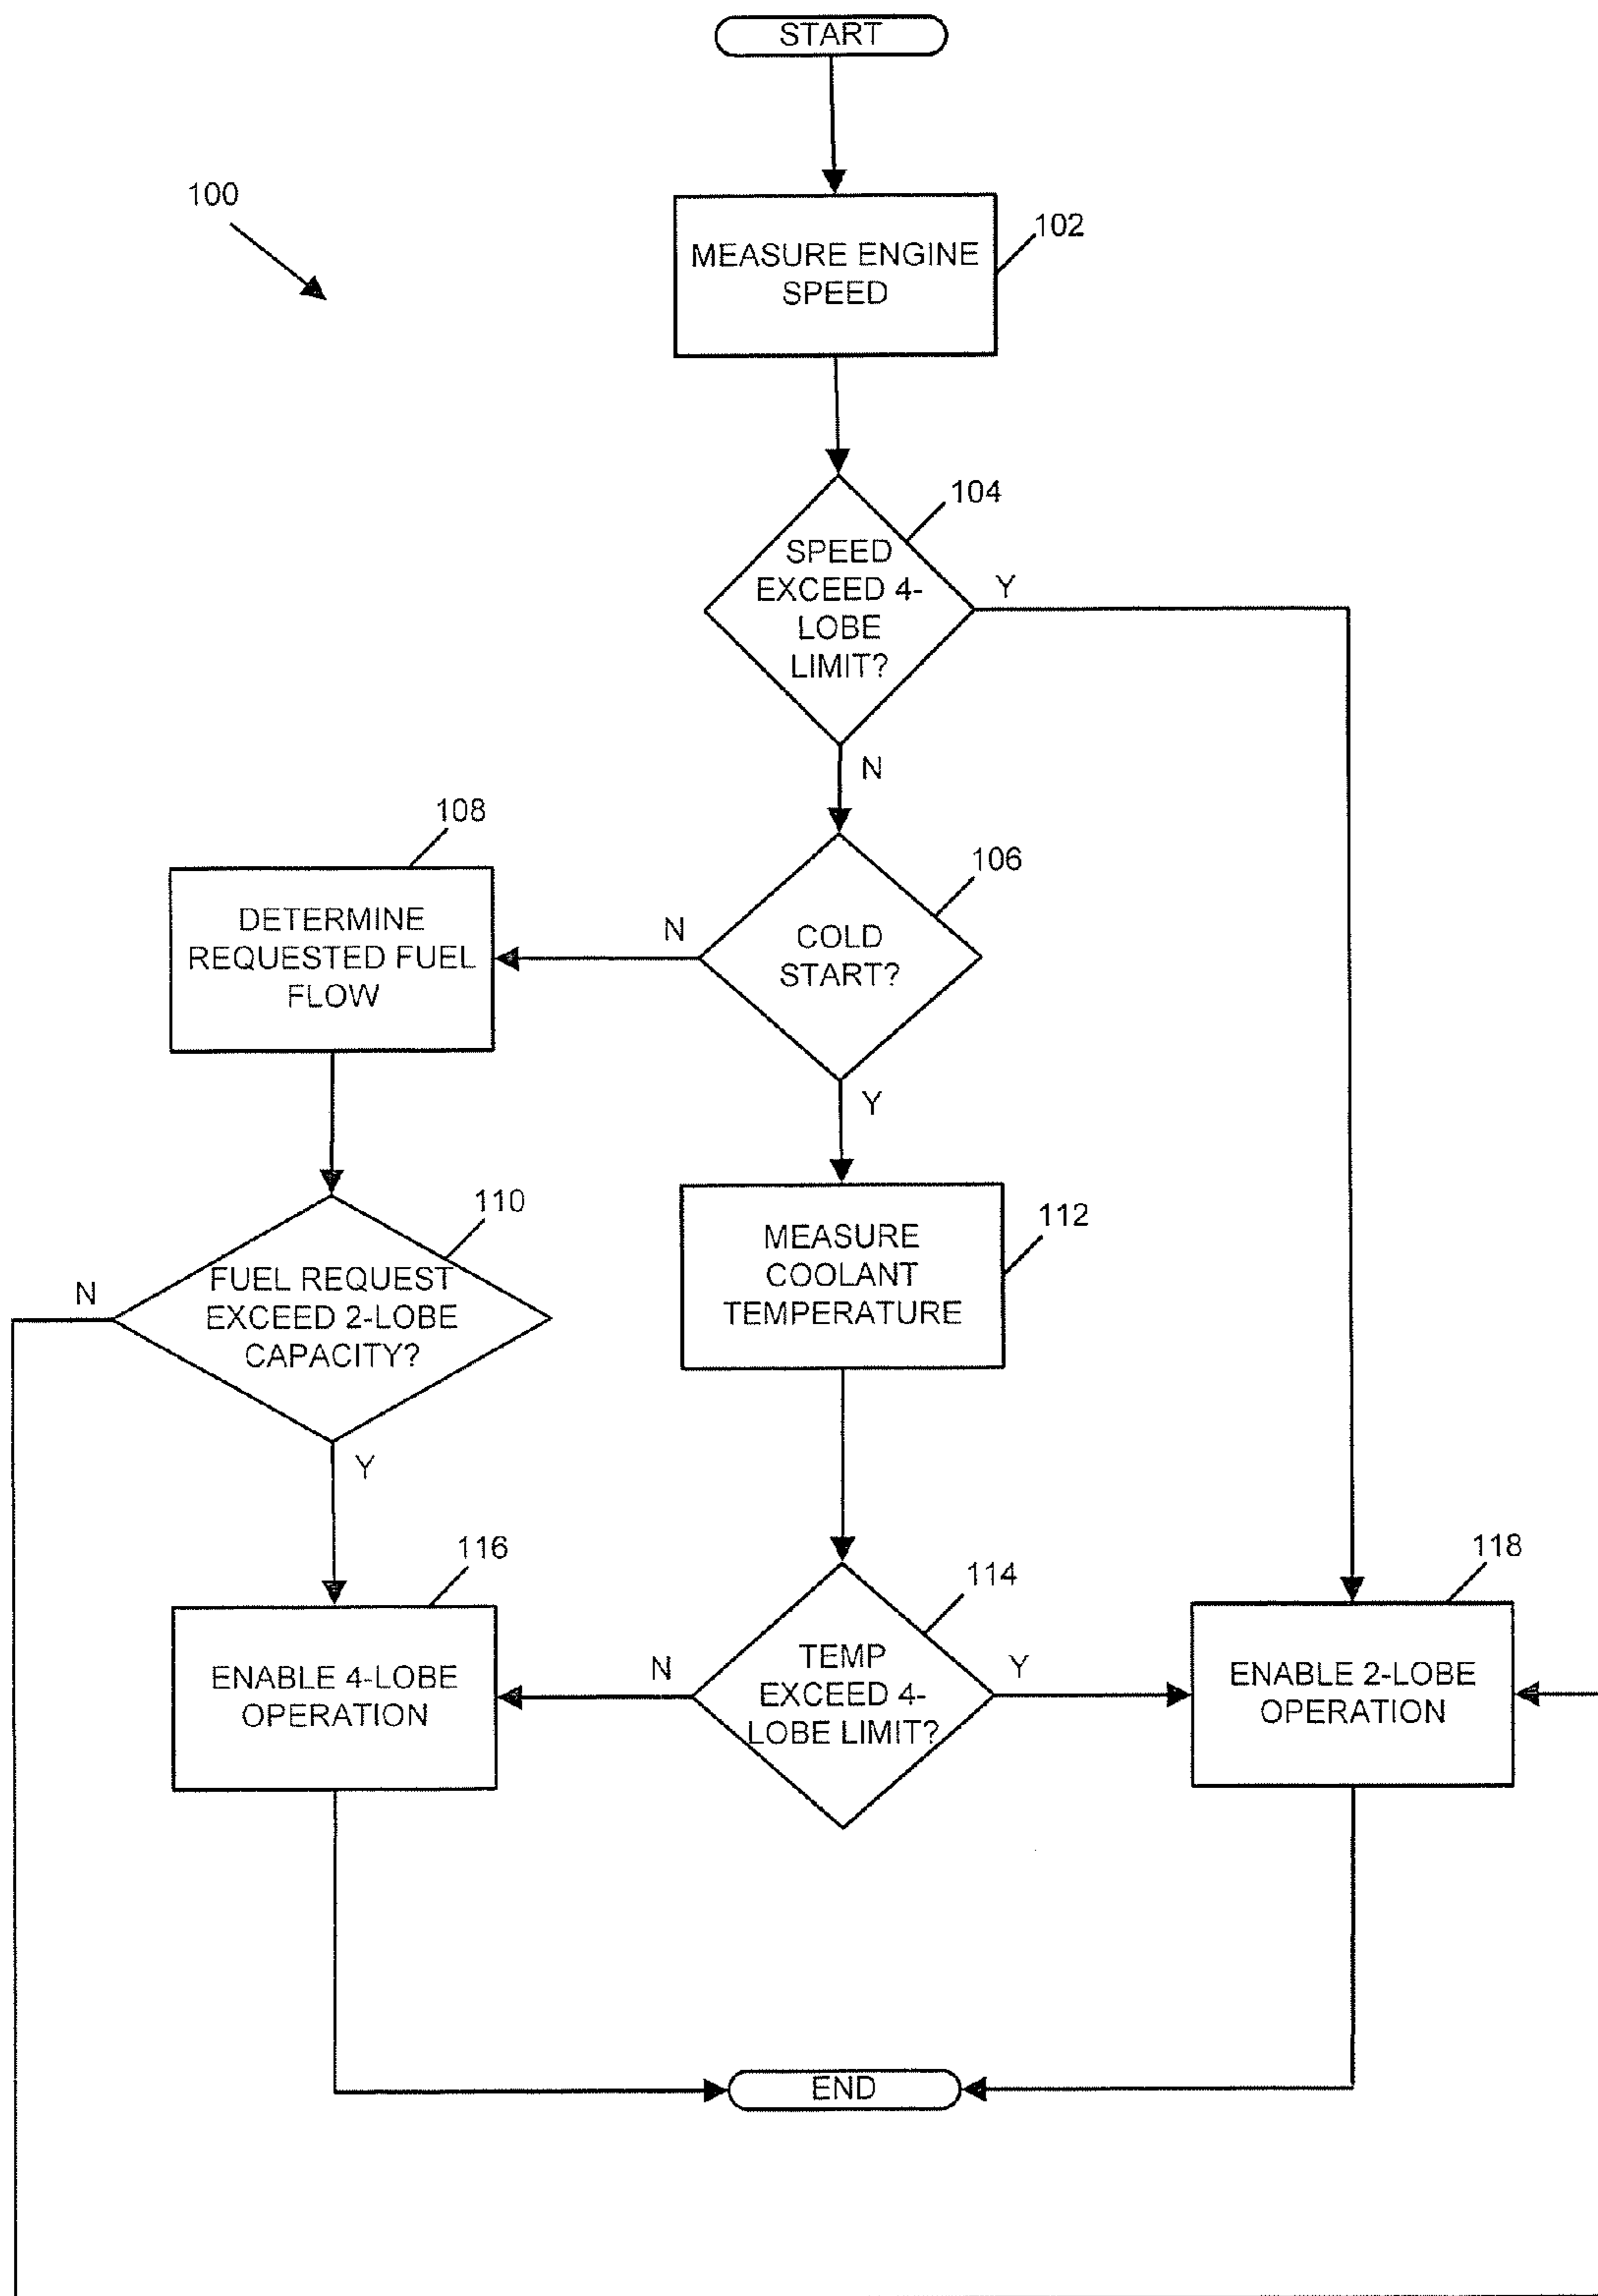 START
100
102
MEASURE ENGINE
SPEED
104
SPEED
EXCEED 4-
LOBE
LIMIT?
Y
N
108
106
DETERMINE
REQUESTED FUEL
FLOW
N
COLD
START?
Y
110
112
FUEL REQUEST
EXCEED 2-LOBE
CAPACITY?
N
MEASURE
COOLANT
TEMPERATURE
Y
116
114
118
ENABLE 4-LOBE
OPERATION
N
TEMP
EXCEED 4-
LOBE LIMIT?
Y
ENABLE 2-LOBE
OPERATION
END